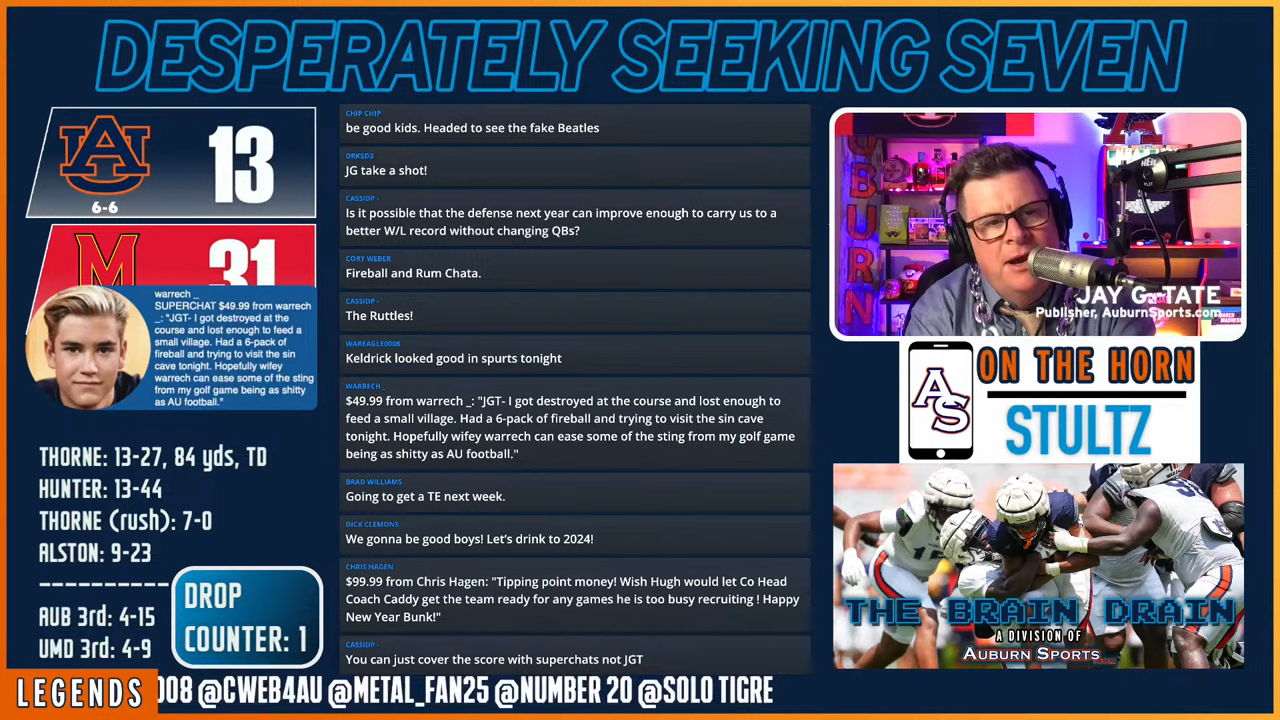 DESPERATELY SEEKING SEVEN
AU
13
6-6
M
31
warrech _
SUPERCHAT $49.99 from warrech
_: "JGT- I got destroyed at the
course and lost enough to feed a
small village. Had a 6-pack of
fireball and trying to visit the sin
cave tonight. Hopefully wifey
warrech can ease some of the sting
from my golf game being as shitty
as AU football."
THORNE: 13-27, 84 yds, TD
HUNTER: 13-44
THORNE (rush): 7-0
ALSTON: 9-23
AUB 3rd: 4-15
UMD 3rd: 4-9
DROP
COUNTER: 1
CHIP CHIP
be good kids. Headed to see the fake Beatles
DRKSD3
JG take a shot!
CASSIDP -
Is it possible that the defense next year can improve enough to carry us to a
better W/L record without changing QBs?
CORY WEBER
Fireball and Rum Chata.
CASSIDP -
The Ruttles!
WAREAGLE0008
Keldrick looked good in spurts tonight
WARRECH _
$49.99 from warrech _: "JGT- I got destroyed at the course and lost enough to
feed a small village. Had a 6-pack of fireball and trying to visit the sin cave
tonight. Hopefully wifey warrech can ease some of the sting from my golf game
being as shitty as AU football."
BRAD WILLIAMS
Going to get a TE next week.
DICK CLEMONS
We gonna be good boys! Let's drink to 2024!
CHRIS HAGEN
$99.99 from Chris Hagen: "Tipping point money! Wish Hugh would let Co Head
Coach Caddy get the team ready for any games he is too busy recruiting ! Happy
New Year Bunk!"
CASSIDP -
You can just cover the score with superchats not JGT
BURN
JAY G. TATE
Publisher, AuburnSports.com
AS
ON THE HORN
STULTZ
THE BRAIN DRAIN
A DIVISION OF
AUBURN SPORTS
LEGENDS
008 @CWEB4AU @METAL_FAN25 @NUMBER 20 @SOLO TIGRE